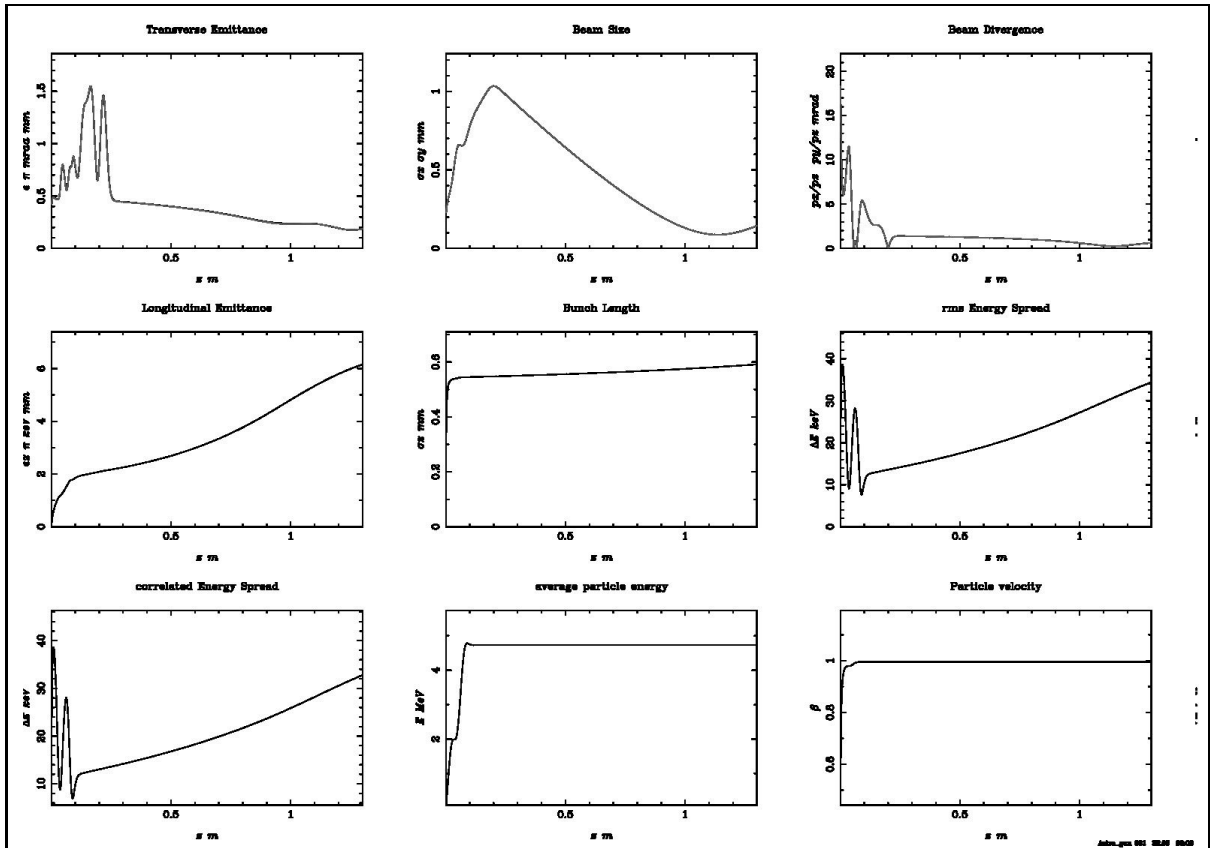 Transverse Emittance Beam Size Beam Divergence
ε π mrad mm
0 0.5 1 1.5
0.5 1
z m
σx σy mm
0 0.5 1
0.5 1
z m
px/pz py/pz mrad
0 5 10 15 20
0.5 1
z m
Longitudinal Emittance Bunch Length rms Energy Spread
εz π keV mm
0 2 4 6
0.5 1
z m
σz mm
0 0.2 0.4 0.6
0.5 1
z m
ΔE keV
0 10 20 30 40
0.5 1
z m
correlated Energy Spread average particle energy Particle velocity
ΔE keV
10 20 30 40
0.5 1
z m
E MeV
2 4
0.5 1
z m
β
0.6 0.8 1
0.5 1
z m